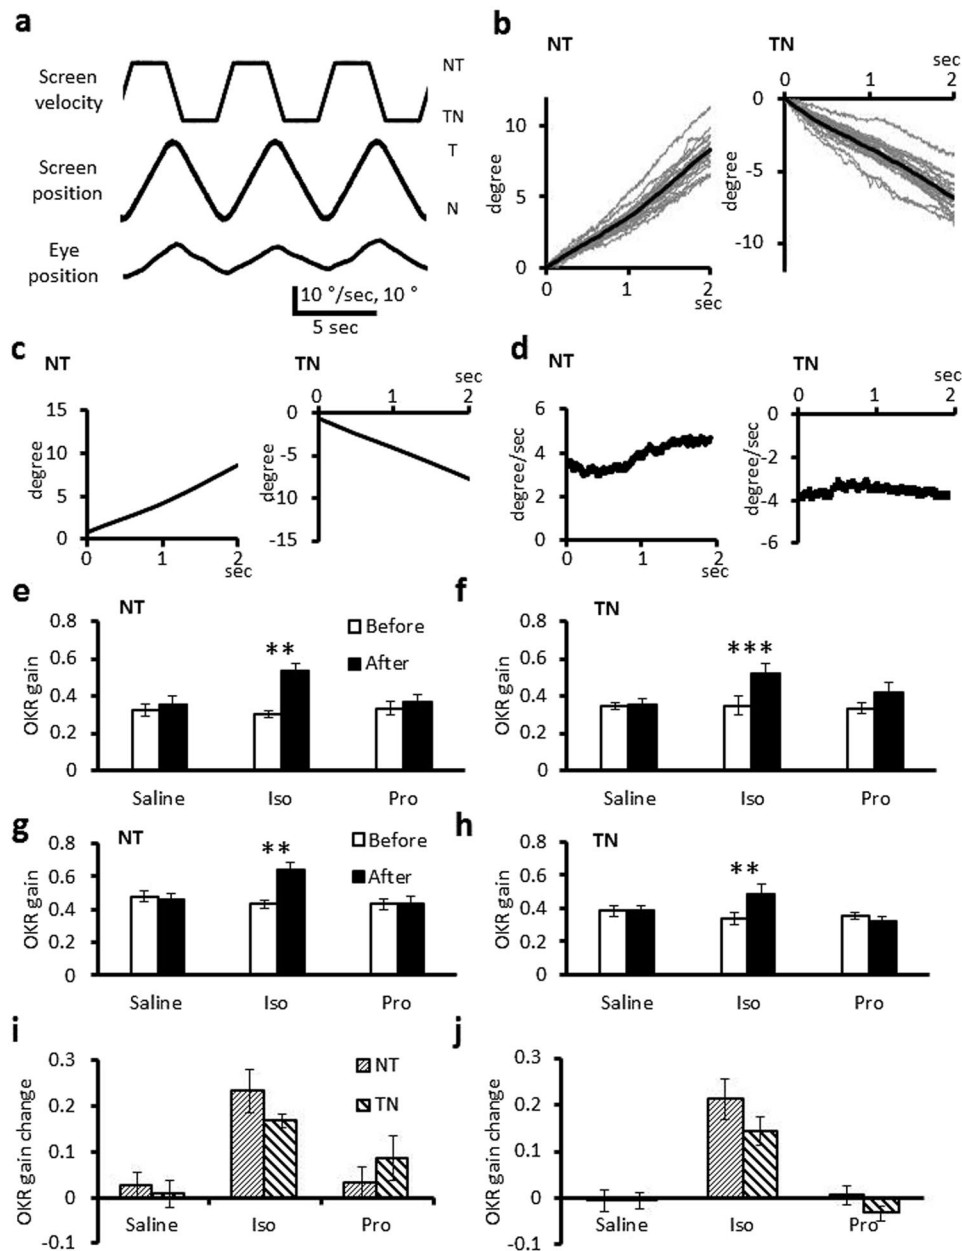 a
Screen velocity
NT
TN
Screen position
T
N
Eye position
10 °/sec, 10 °
5 sec
b
NT
degree
10
5
0
0 1 2
sec
TN
sec
0 1 2
degree
0
-5
-10
c
NT
degree
15
10
5
0
0 1 2
sec
TN
sec
0 1 2
degree
0
-5
-10
-15
d
NT
degree/sec
6
4
2
0
0 1 2
sec
TN
sec
0 1 2
degree/sec
0
-2
-4
-6
e
NT
OKR gain
0.8
0.6
0.4
0.2
0
**
Before
After
Saline Iso Pro
f
TN
OKR gain
0.8
0.6
0.4
0.2
0
***
Saline Iso Pro
g
NT
OKR gain
0.8
0.6
0.4
0.2
0
**
Before
After
Saline Iso Pro
h
TN
OKR gain
0.8
0.6
0.4
0.2
0
**
Saline Iso Pro
i
OKR gain change
0.3
0.2
0.1
0
-0.1
NT
TN
Saline Iso Pro
j
OKR gain change
0.3
0.2
0.1
0
-0.1
Saline Iso Pro